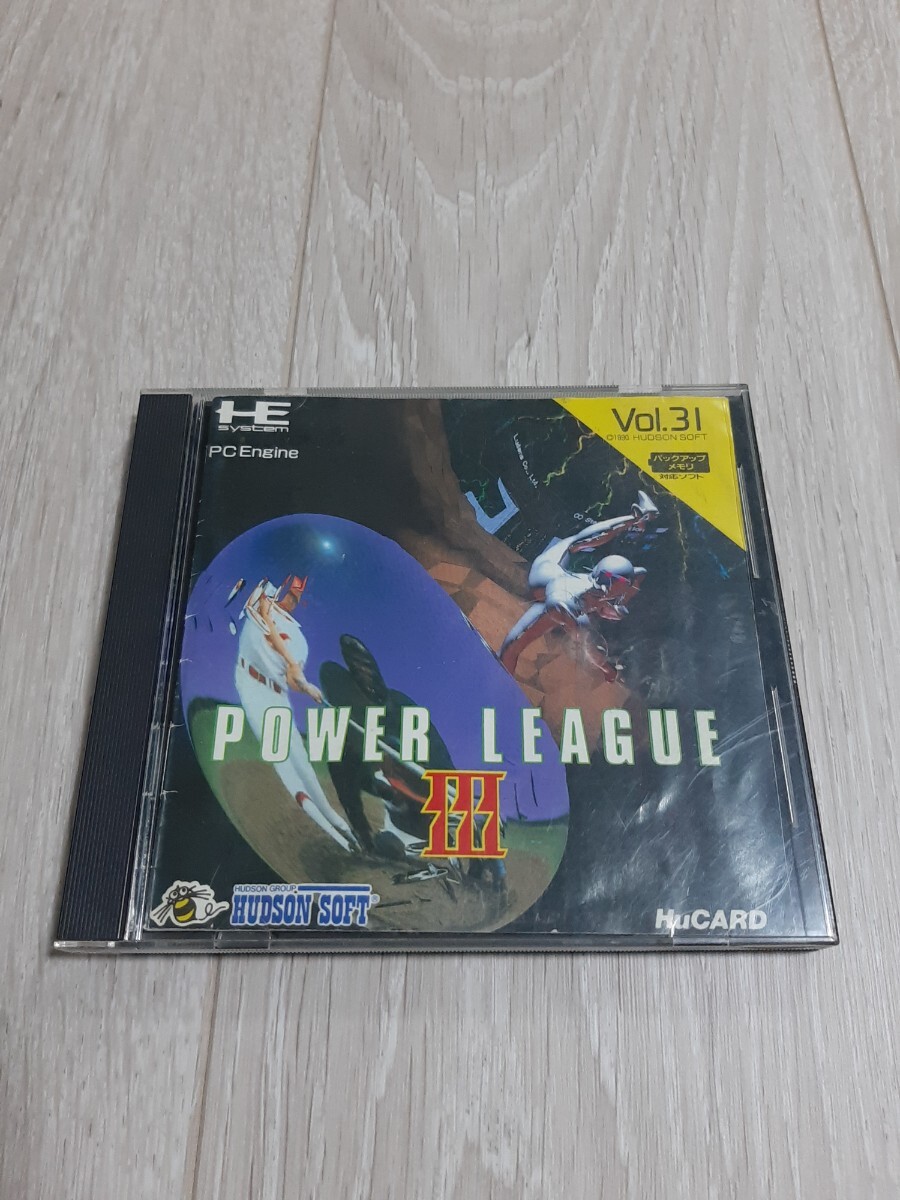 HE
system
PC Engine
Vol.31
©1990 HUDSON SOFT
バックアップ
メモリ
対応ソフト
POWER LEAGUE
III
HUDSON GROUP
HUDSON SOFT®
HuCARD